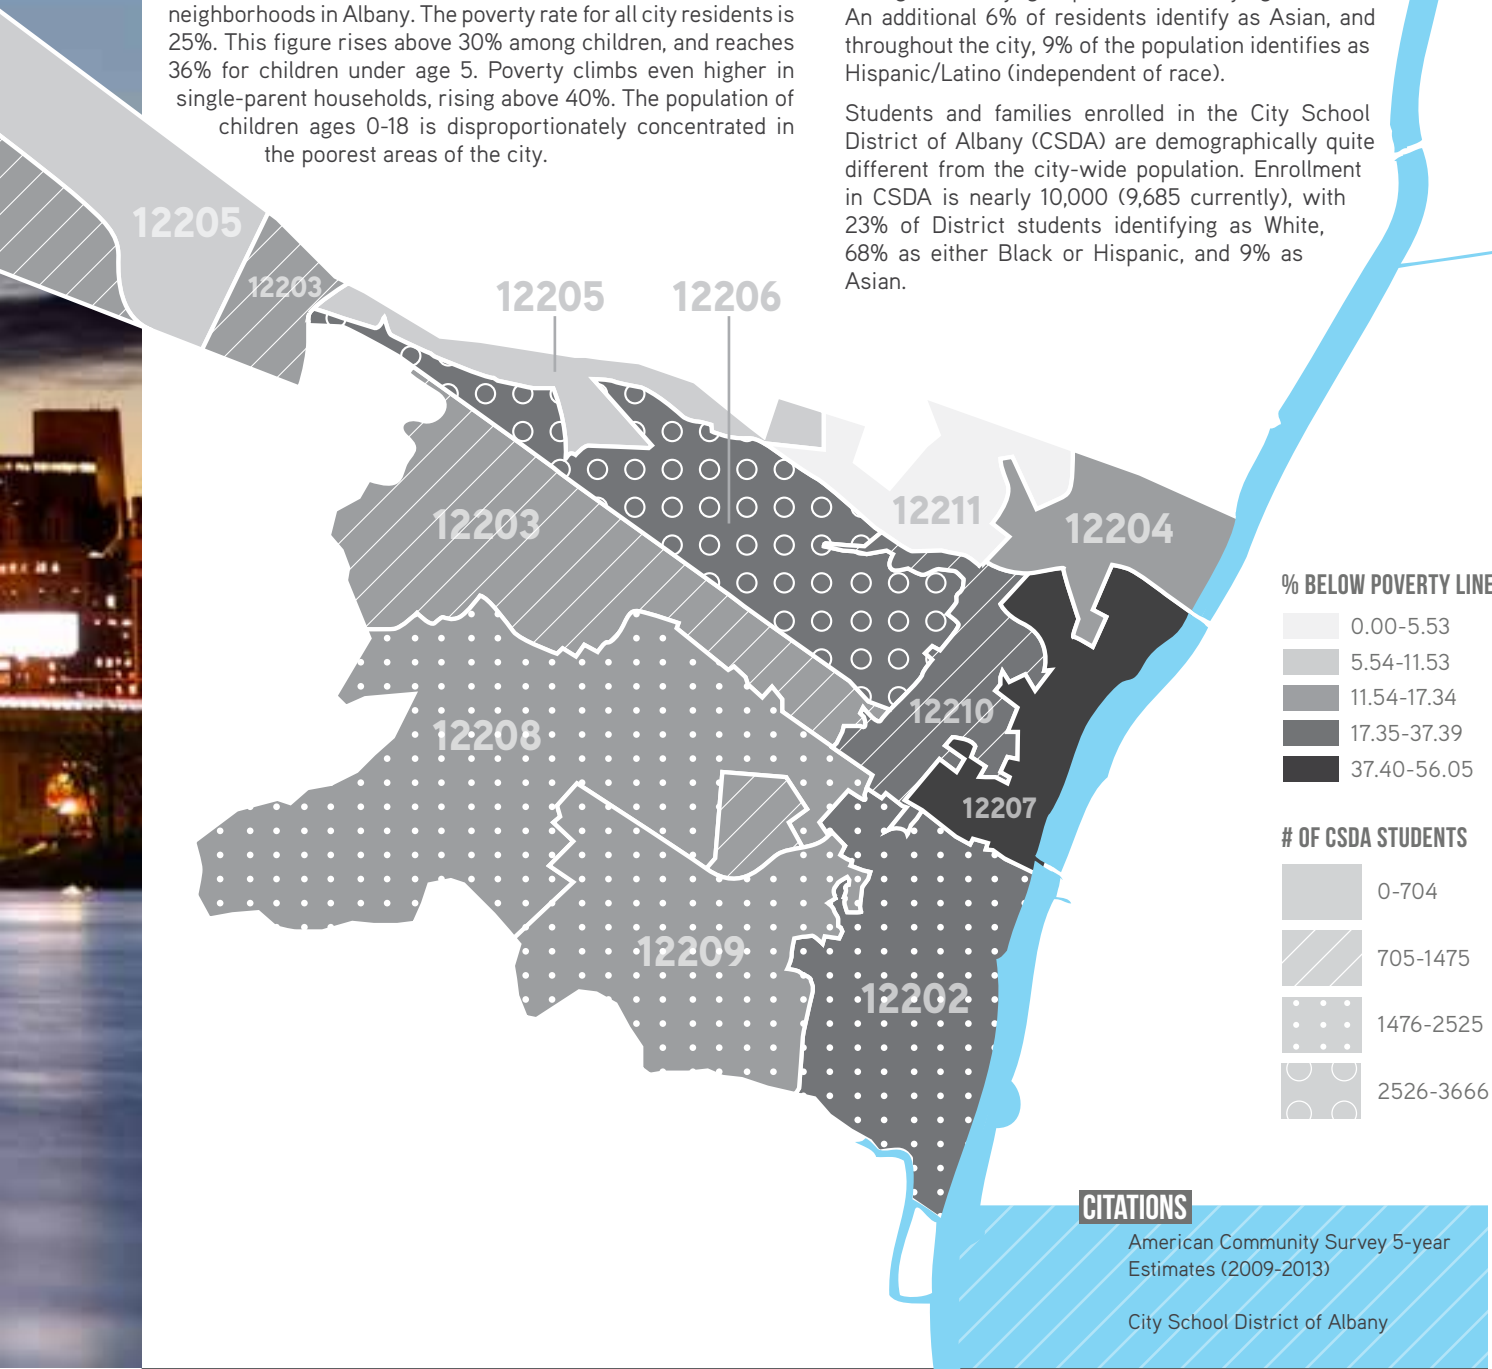 neighborhoods in Albany. The poverty rate for all city residents is
25%. This figure rises above 30% among children, and reaches
36% for children under age 5. Poverty climbs even higher in
single-parent households, rising above 40%. The population of
children ages 0-18 is disproportionately concentrated in
the poorest areas of the city.
An additional 6% of residents identify as Asian, and
throughout the city, 9% of the population identifies as
Hispanic/Latino (independent of race).
Students and families enrolled in the City School
District of Albany (CSDA) are demographically quite
different from the city-wide population. Enrollment
in CSDA is nearly 10,000 (9,685 currently), with
23% of District students identifying as White,
68% as either Black or Hispanic, and 9% as
Asian.
12205
12203
12205
12206
12203
12211
12204
12208
12210
12207
12209
12202
% BELOW POVERTY LINE
0.00-5.53
5.54-11.53
11.54-17.34
17.35-37.39
37.40-56.05
# OF CSDA STUDENTS
0-704
705-1475
1476-2525
2526-3666
CITATIONS
American Community Survey 5-year
Estimates (2009-2013)
City School District of Albany